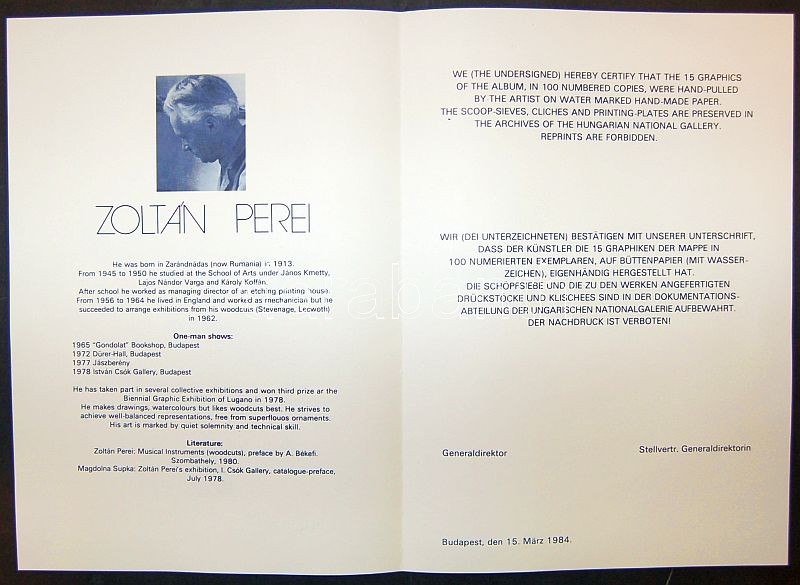 ZOLTÁN PEREI
He was born in Zarándnádas (now Rumania) in 1913.
From 1945 to 1950 he studied at the School of Arts under János Kmetty,
Lajos Nándor Varga and Károly Koffán.
After school he worked as managing director of an etching printing house.
From 1956 to 1964 he lived in England and worked as mechanician but he
succeeded to arrange exhibitions from his woodcuts (Stevenage, Lecwoth)
in 1962.
One-man shows:
1965 "Gondolat" Bookshop, Budapest
1972 Dürer-Hall, Budapest
1977 Jászberény
1978 István Csók Gallery, Budapest
He has taken part in several collective exhibitions and won third prize ar the
Biennial Graphic Exhibition of Lugano in 1978.
He makes drawings, watercolours but likes woodcuts best. He strives to
achieve well-balanced representations, free from superflouos ornaments.
His art is marked by quiet solemnity and technical skill.
Literature:
Zoltán Perei: Musical Instruments (woodcuts), preface by A. Békefi.
Szombathely, 1980.
Magdolna Supka: Zoltán Perei's exhibition, I. Csók Gallery, catalogue-preface,
July 1978.
WE (THE UNDERSIGNED) HEREBY CERTIFY THAT THE 15 GRAPHICS
OF THE ALBUM, IN 100 NUMBERED COPIES, WERE HAND-PULLED
BY THE ARTIST ON WATER MARKED HAND-MADE PAPER.
THE SCOOP-SIEVES, CLICHES AND PRINTING-PLATES ARE PRESERVED IN
THE ARCHIVES OF THE HUNGARIAN NATIONAL GALLERY.
REPRINTS ARE FORBIDDEN.
WIR (DEI UNTERZEICHNETEN) BESTÄTIGEN MIT UNSERER UNTERSCHRIFT,
DASS DER KÜNSTLER DIE 15 GRAPHIKEN DER MAPPE IN
100 NUMERIERTEN EXEMPLAREN, AUF BÜTTENPAPIER (MIT WASSER-
ZEICHEN), EIGENHÄNDIG HERGESTELLT HAT.
DIE SCHÖPFSIEBE UND DIE ZU DEN WERKEN ANGEFERTIGTEN
DRÜCKSTÖCKE UND KLISCHEES SIND IN DER DOKUMENTATIONS-
ABTEILUNG DER UNGARISCHEN NATIONALGALERIE AUFBEWAHRT.
DER NACHDRUCK IST VERBOTEN!
Generaldirektor
Stellvertr. Generaldirektorin
Budapest, den 15. März 1984.